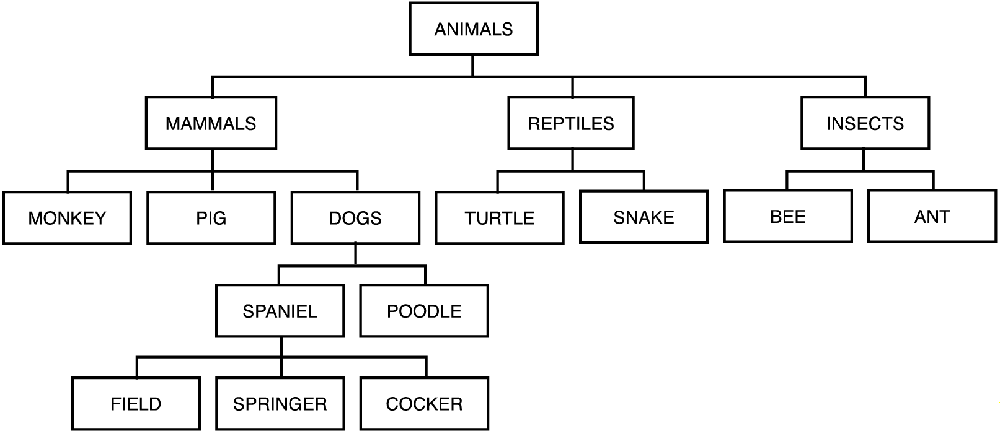 ANIMALS
MAMMALS REPTILES INSECTS
MONKEY PIG DOGS TURTLE SNAKE BEE ANT
SPANIEL POODLE
FIELD SPRINGER COCKER